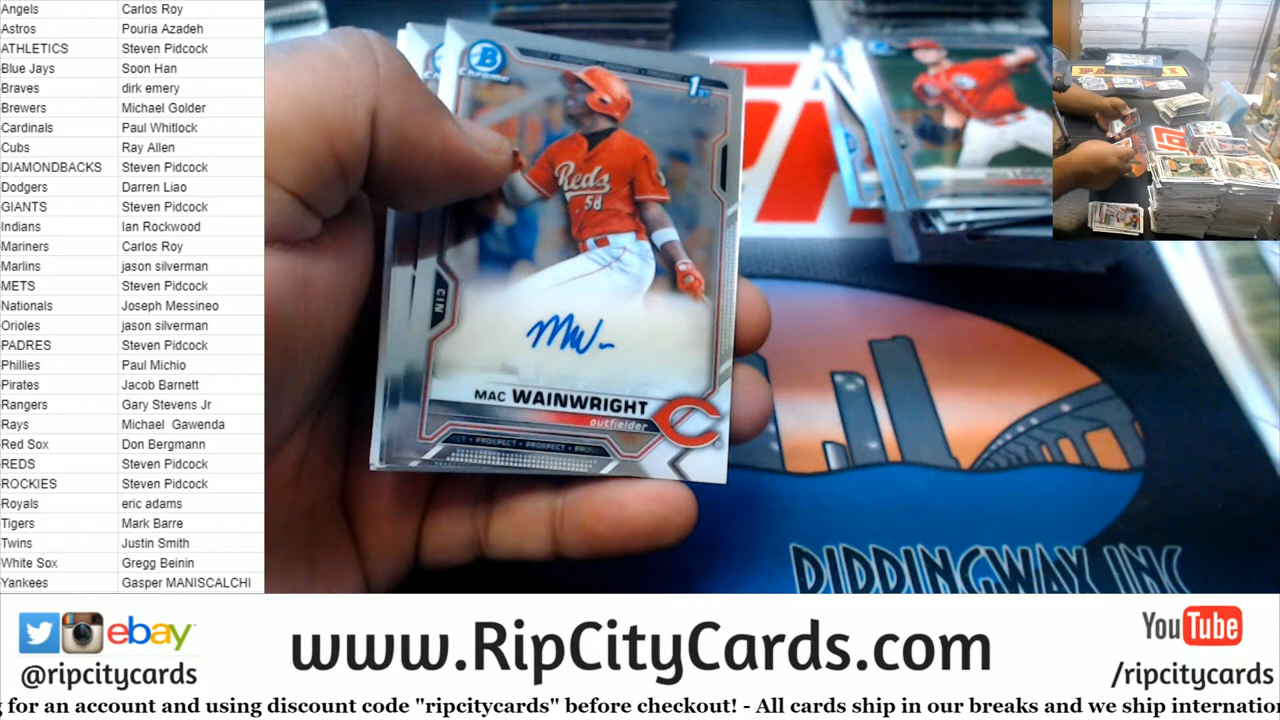 Angels Carlos Roy
Astros Pouria Azadeh
ATHLETICS Steven Pidcock
Blue Jays Soon Han
Braves dirk emery
Brewers Michael Golder
Cardinals Paul Whitlock
Cubs Ray Allen
DIAMONDBACKS Steven Pidcock
Dodgers Darren Liao
GIANTS Steven Pidcock
Indians Ian Rockwood
Mariners Carlos Roy
Marlins jason silverman
METS Steven Pidcock
Nationals Joseph Messineo
Orioles jason silverman
PADRES Steven Pidcock
Phillies Paul Michio
Pirates Jacob Barnett
Rangers Gary Stevens Jr
Rays Michael Gawenda
Red Sox Don Bergmann
REDS Steven Pidcock
ROCKIES Steven Pidcock
Royals eric adams
Tigers Mark Barre
Twins Justin Smith
White Sox Gregg Beinin
Yankees Gasper MANISCALCHI
B
CHROME
1ST
Reds
58
CIN
MW
MAC WAINWRIGHT
outfielder
C
PROSPECT • PROSPECT
RIPPINGWAX INC
ebay
@ripcitycards
www.RipCityCards.com
YouTube
/ripcitycards
g for an account and using discount code "ripcitycards" before checkout! - All cards ship in our breaks and we ship internation